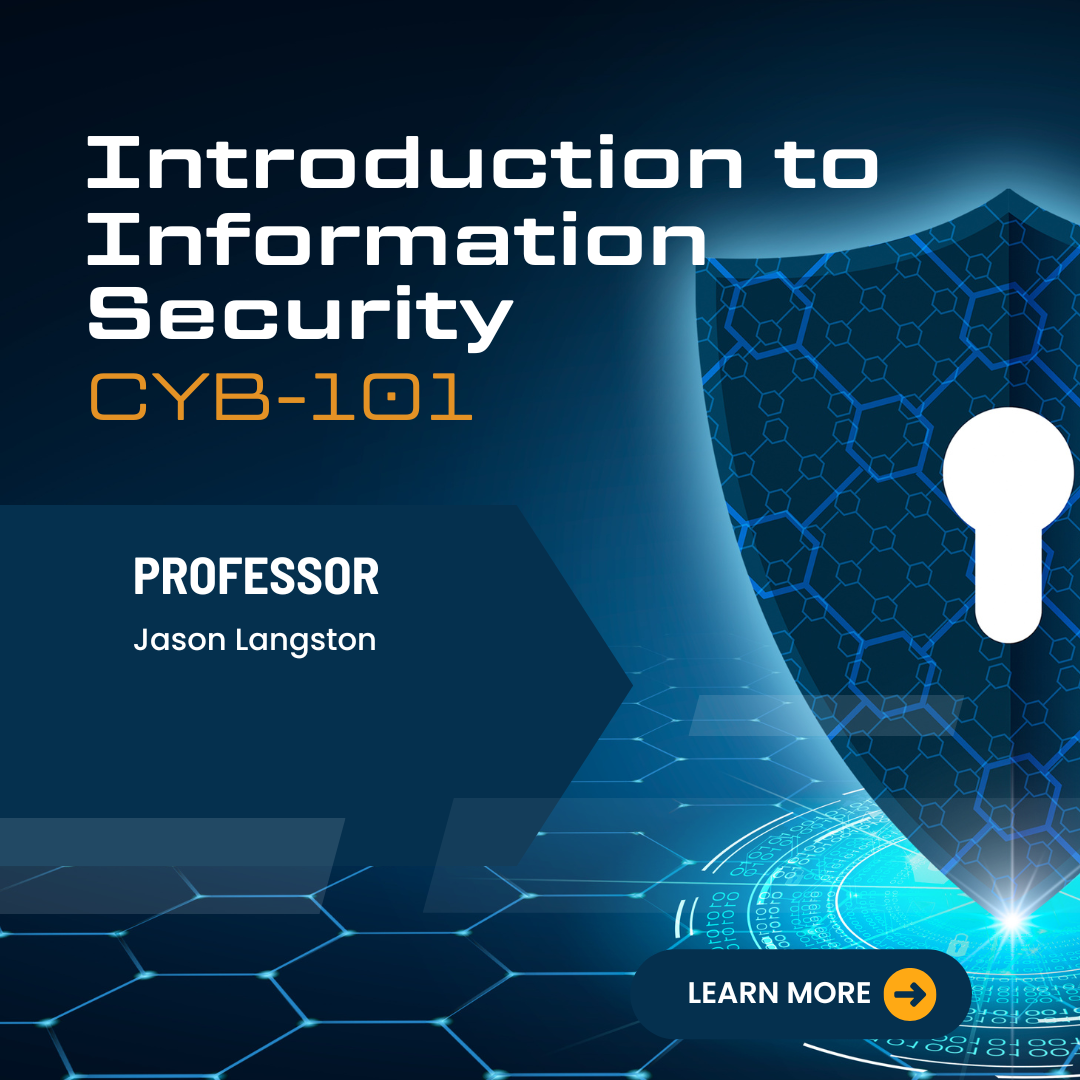 Introduction to
Information
Security
CYB-101
PROFESSOR
Jason Langston
LEARN MORE